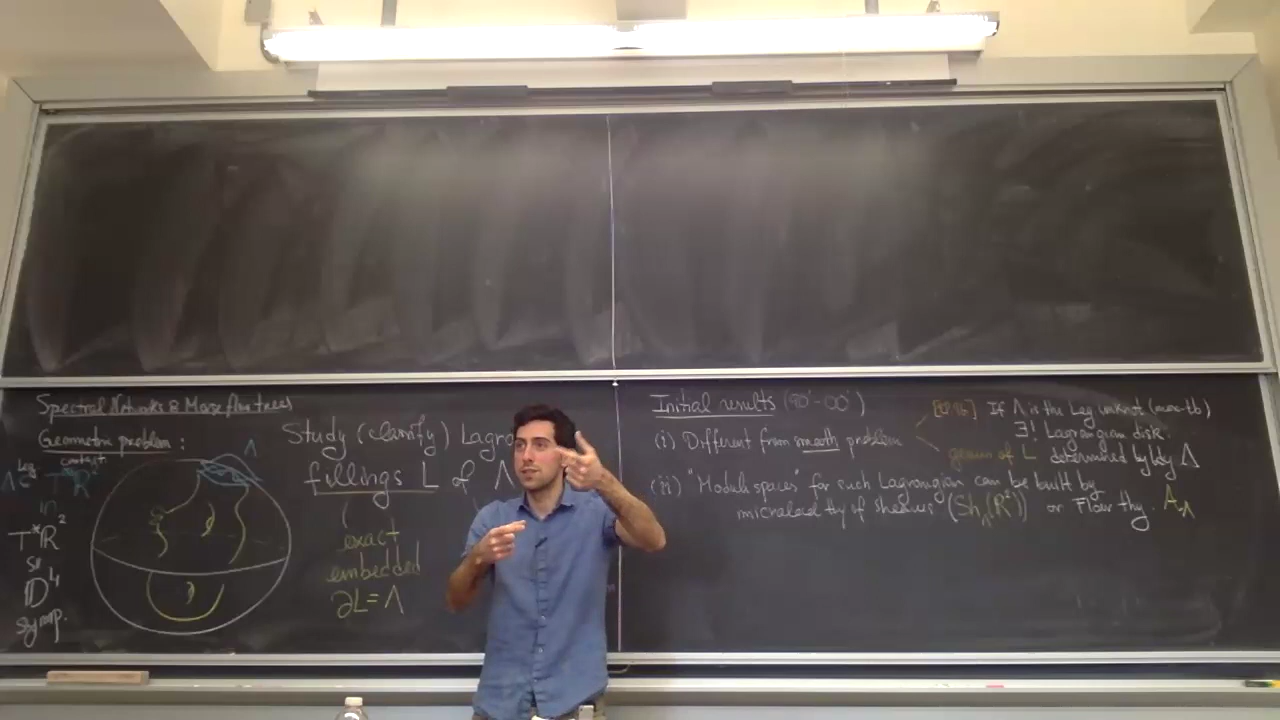 Spectral Networks & Morse flow trees
Geometric problem:
Leg contact
Λ ⊂ T^∞R²
in
T*R²
𝔻⁴
symp.
Λ
Study (classify) Lagr
fillings L of Λ
exact
embedded
∂L = Λ
Initial results (90'-00')
(i) Different from smooth problem
[EP96] If Λ is the Leg unknot (max-tb)
∃! Lagrangian disk.
genus of L determined by Λ
(ii) "Moduli spaces" for such Lagrangian can be built by
microlocal thy of sheaves (Sh_Λ(R²)) or Floer thy. A_Λ